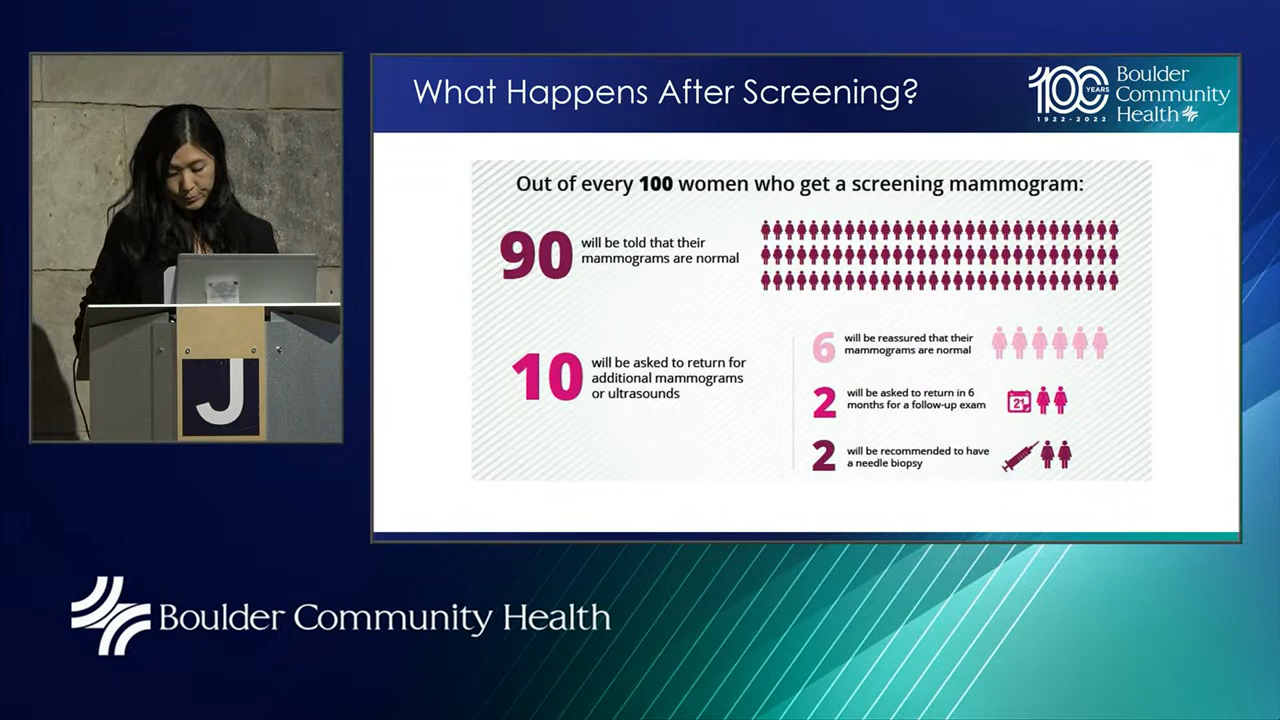 What Happens After Screening?
100
YEARS
1922-2022
Boulder
Community
Health
Out of every 100 women who get a screening mammogram:
90
will be told that their
mammograms are normal
10
will be asked to return for
additional mammograms
or ultrasounds
6
will be reassured that their
mammograms are normal
2
will be asked to return in 6
months for a follow-up exam
21
2
will be recommended to have
a needle biopsy
J
Boulder Community Health